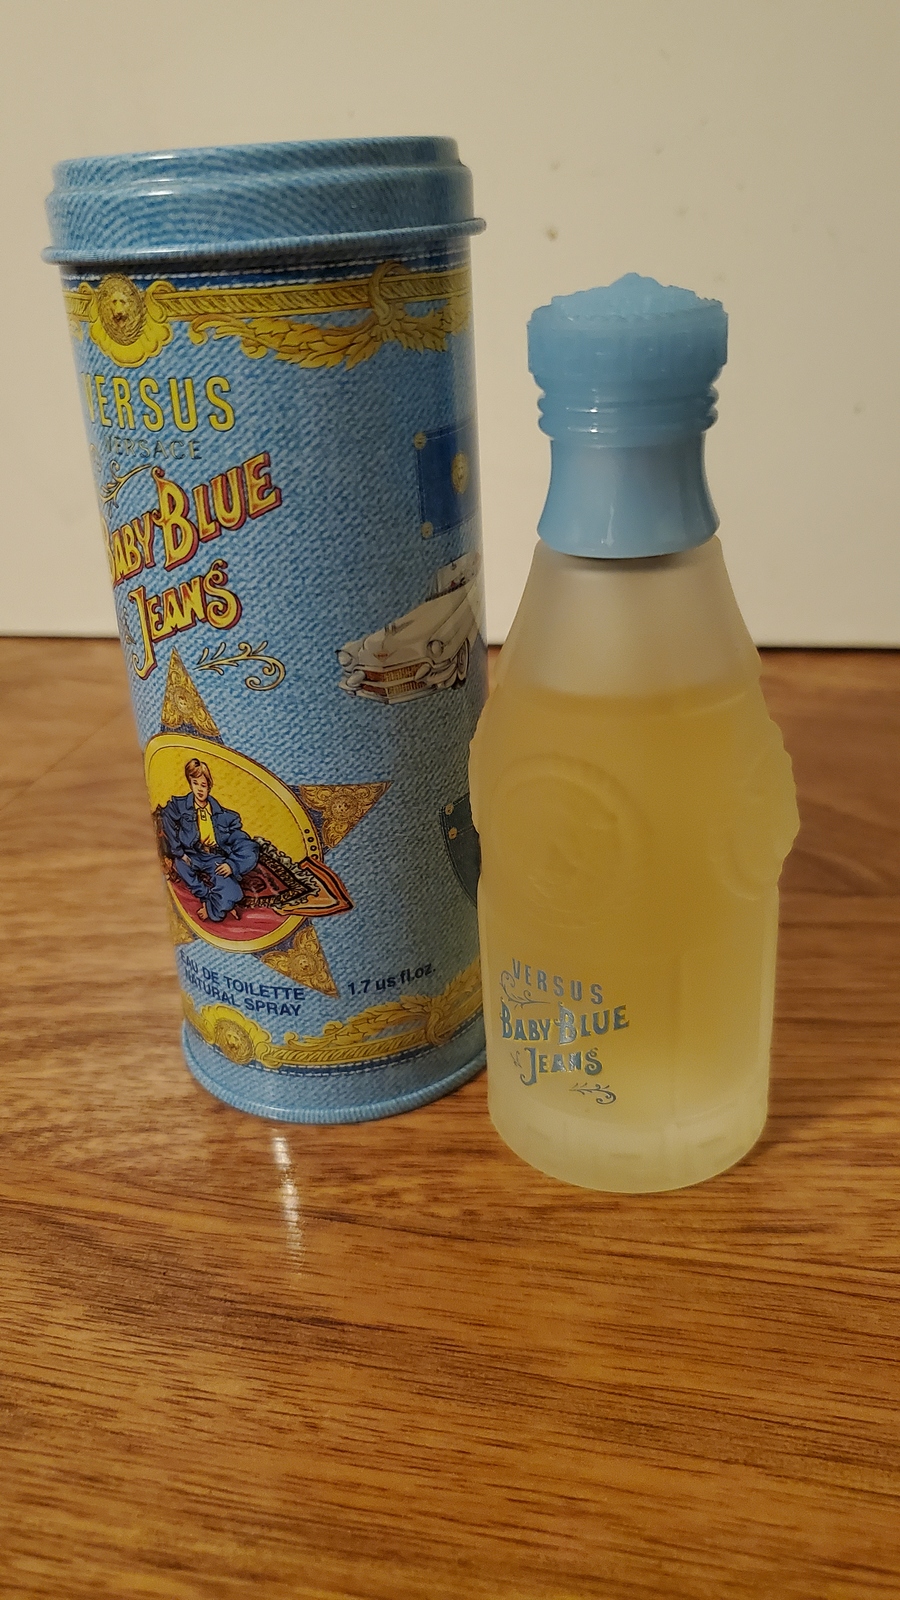 VERSUS
VERSACE
BABY BLUE
JEANS
EAU DE TOILETTE
NATURAL SPRAY
1.7 us fl.oz.
VERSUS
BABY BLUE
JEANS